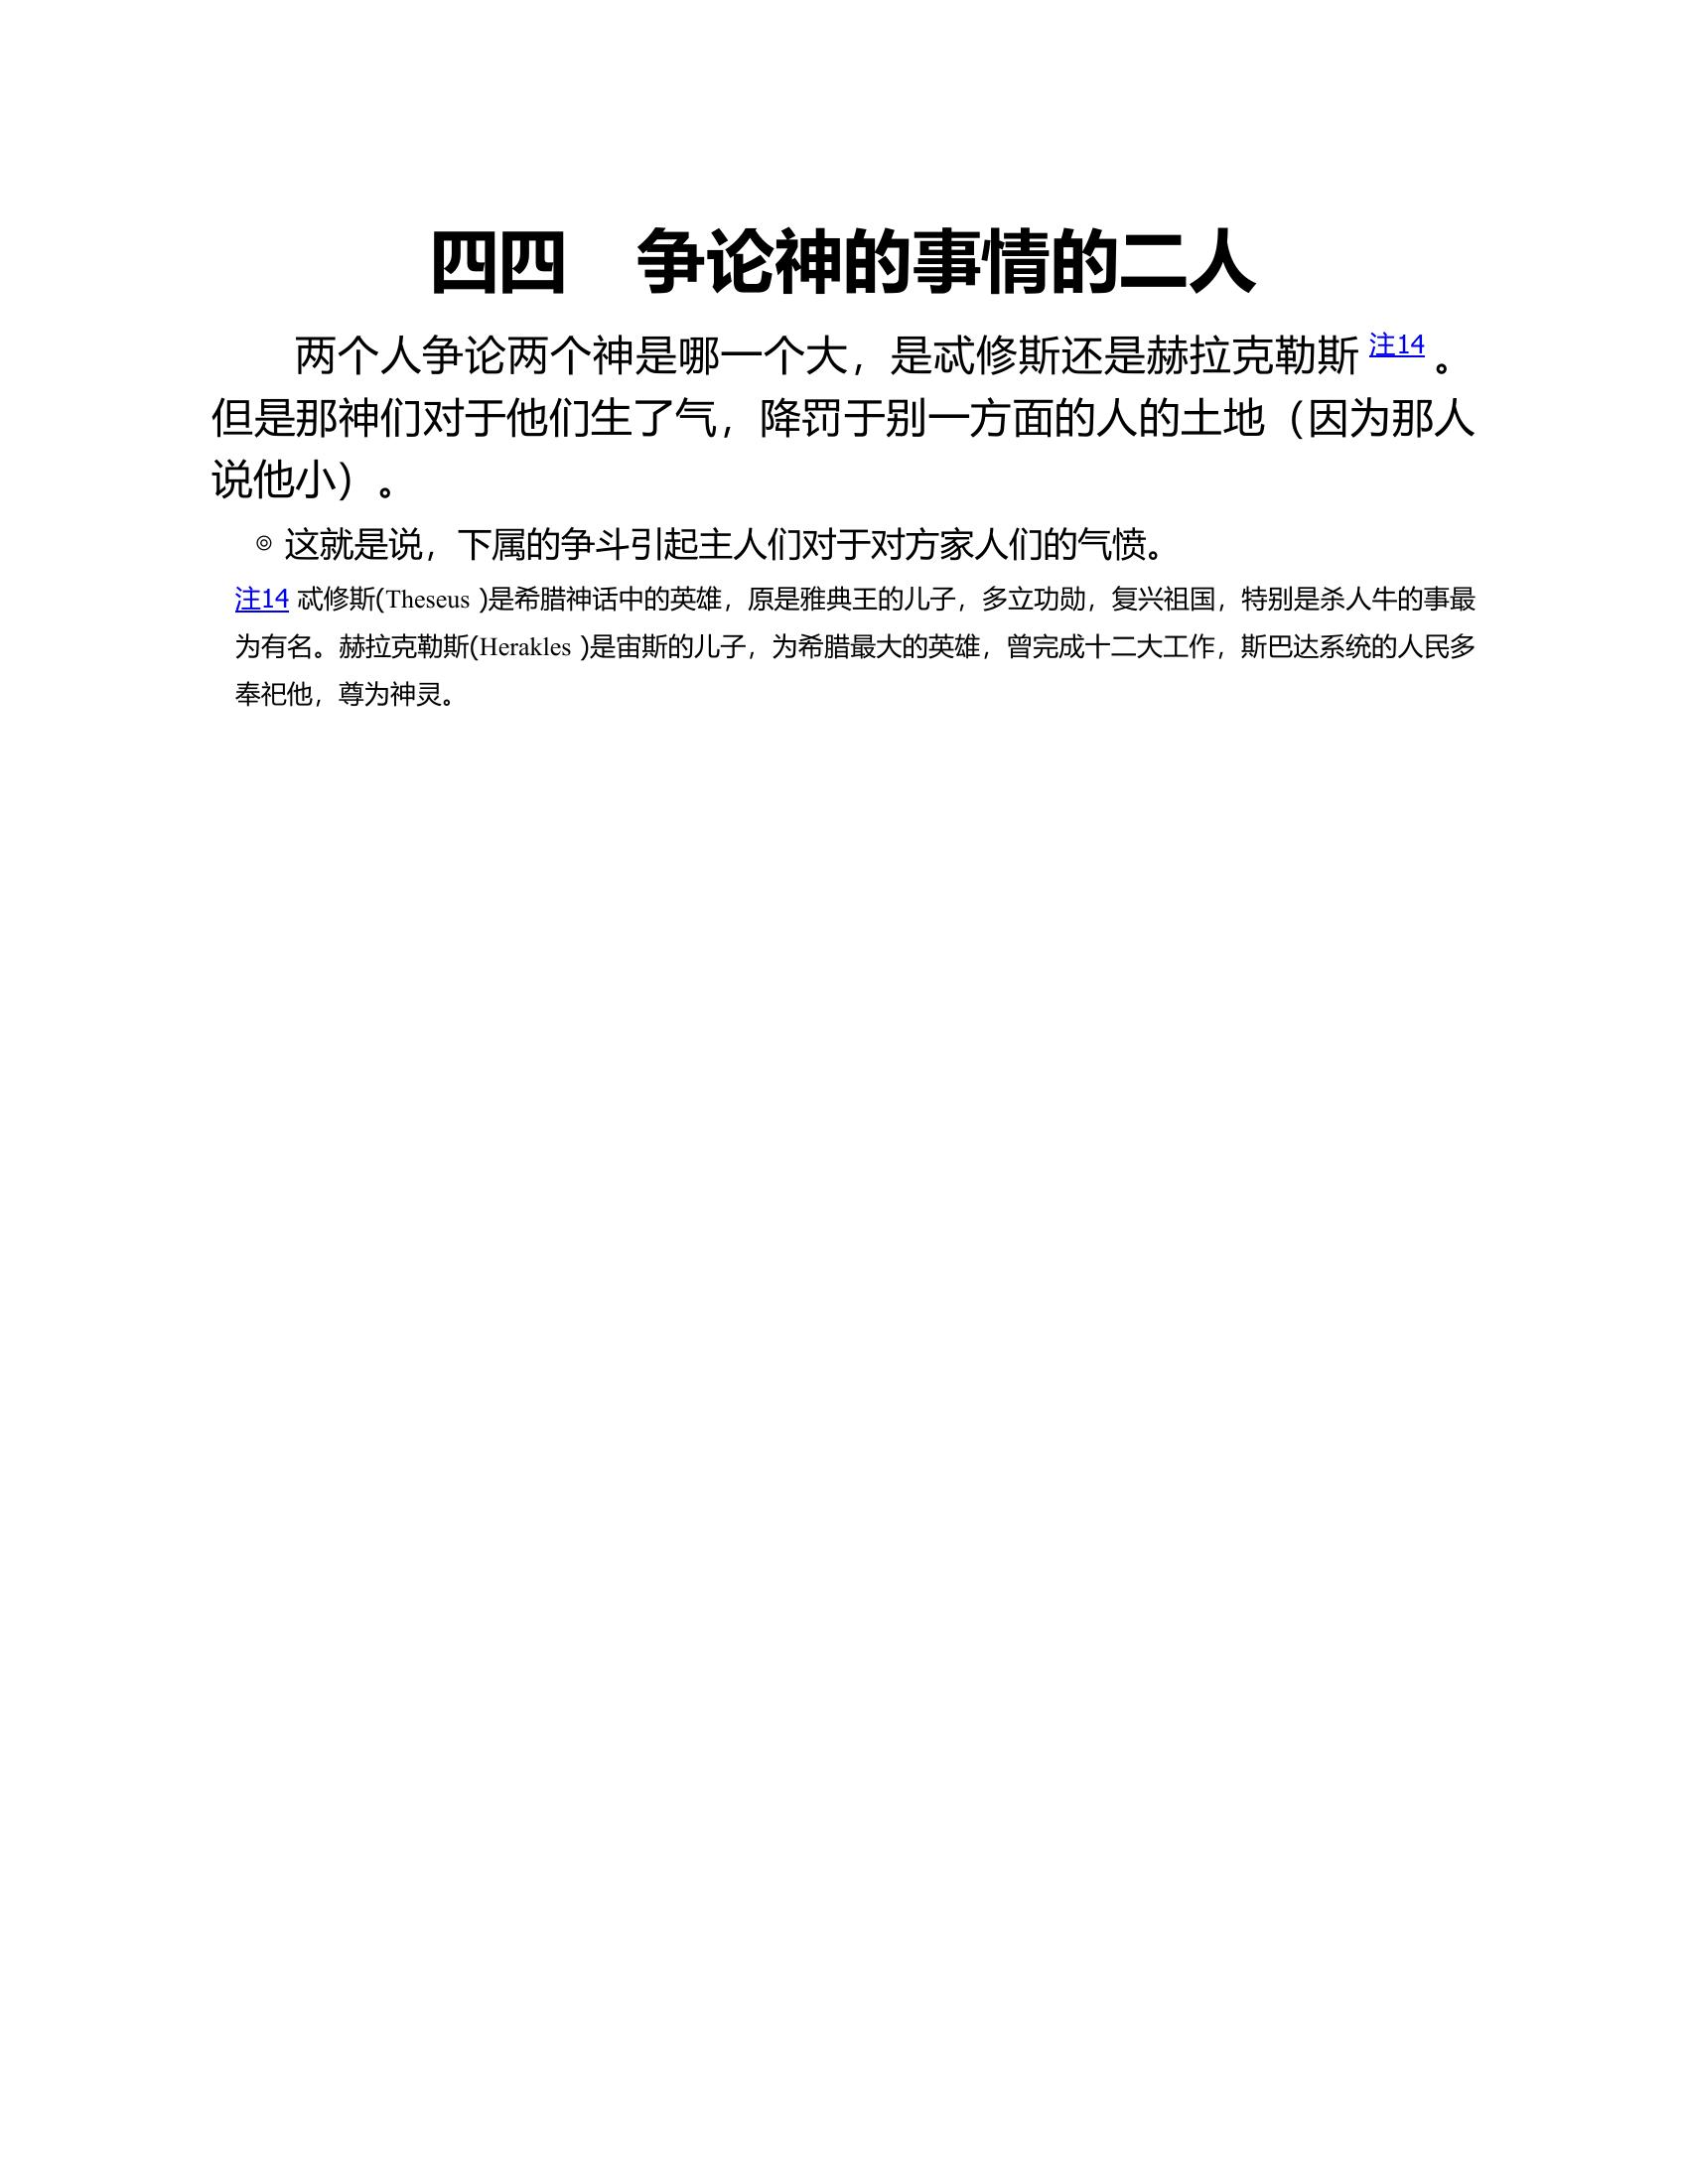 四四　争论神的事情的二人
两个人争论两个神是哪一个大，是忒修斯还是赫拉克勒斯 注14 。
但是那神们对于他们生了气，降罚于别一方面的人的土地（因为那人
说他小）。
◎ 这就是说，下属的争斗引起主人们对于对方家人们的气愤。
注14 忒修斯(Theseus )是希腊神话中的英雄，原是雅典王的儿子，多立功勋，复兴祖国，特别是杀人牛的事最
为有名。赫拉克勒斯(Herakles )是宙斯的儿子，为希腊最大的英雄，曾完成十二大工作，斯巴达系统的人民多
奉祀他，尊为神灵。